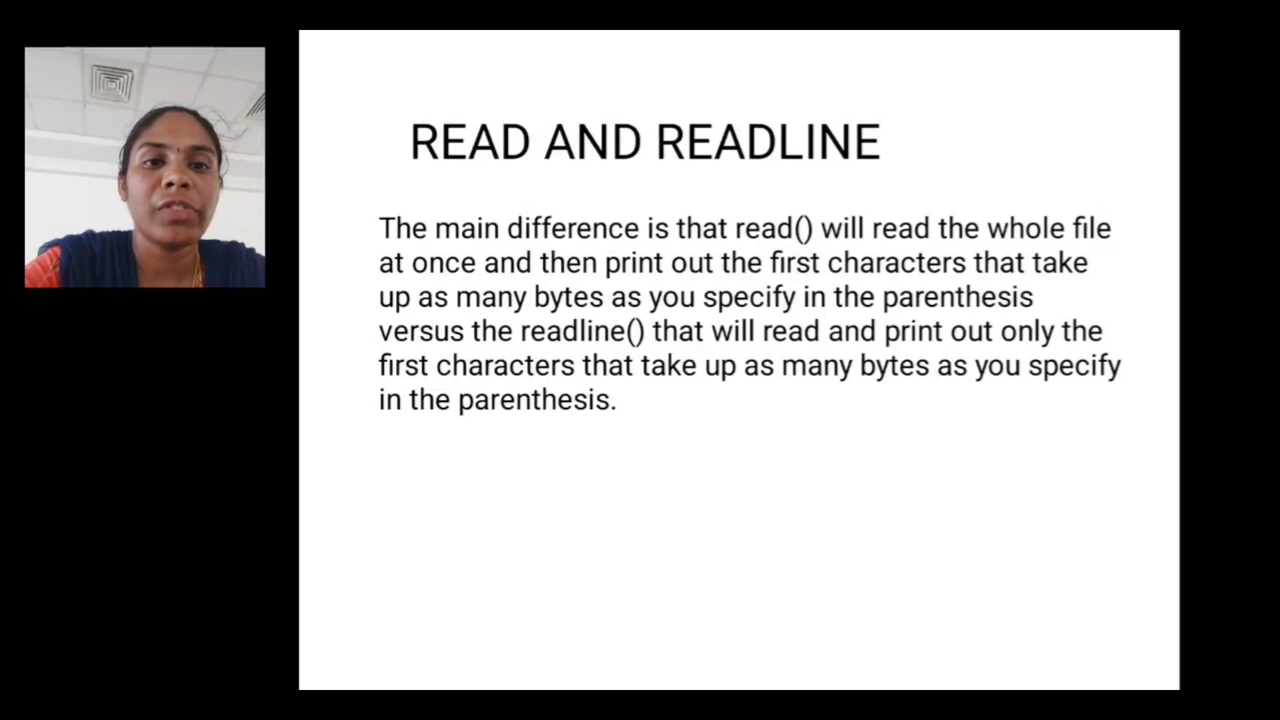 READ AND READLINE
The main difference is that read() will read the whole file
at once and then print out the first characters that take
up as many bytes as you specify in the parenthesis
versus the readline() that will read and print out only the
first characters that take up as many bytes as you specify
in the parenthesis.